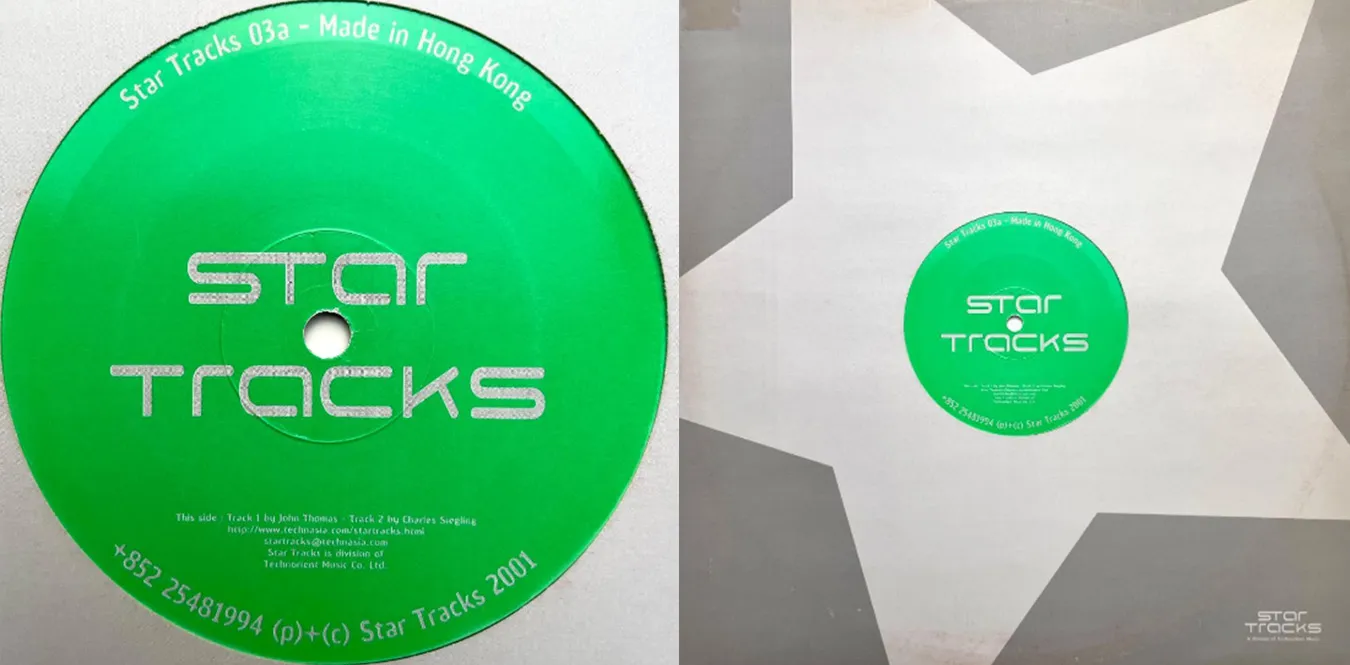 Star Tracks 03a - Made in Hong Kong
Star
Tracks
This side : Track 1 by John Thomas - Track 2 by Charles Siegling
http://www.technasia.com/startracks.html
startracks@technasia.com
Star Tracks is division of
Technorient Music Co. Ltd.
+852 25481994 (p)+(c) Star Tracks 2001
Star Tracks 03a - Made in Hong Kong
Star
Tracks
+852 25481994 (p)+(c) Star Tracks 2001
Star
Tracks